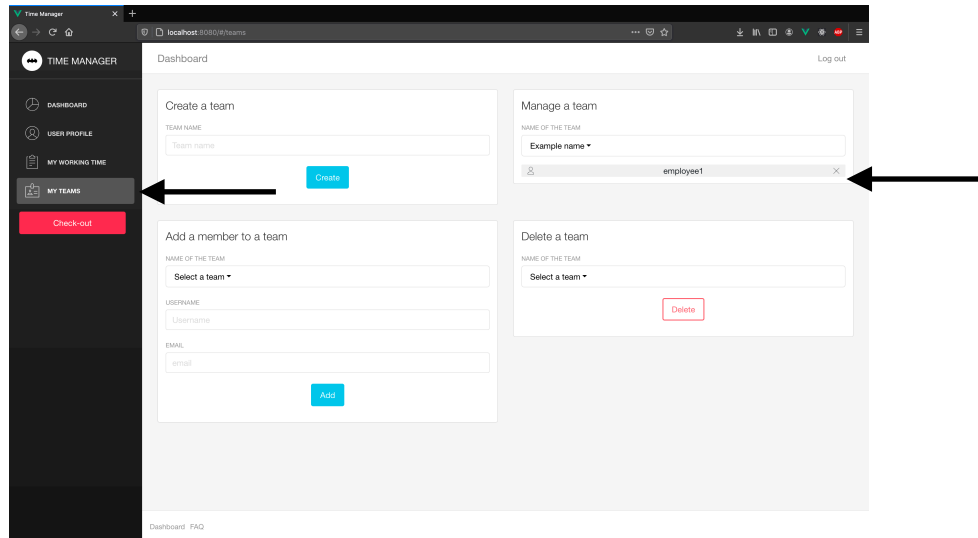 Time Manager
localhost:8080/#/teams
ABP
TIME MANAGER
DASHBOARD
USER PROFILE
MY WORKING TIME
MY TEAMS
Check-out
Dashboard
Log out
Create a team
TEAM NAME
Team name
Create
Manage a team
NAME OF THE TEAM
Example name
employee1
Add a member to a team
NAME OF THE TEAM
Select a team
USERNAME
Username
EMAIL
email
Add
Delete a team
NAME OF THE TEAM
Select a team
Delete
Dashboard FAQ